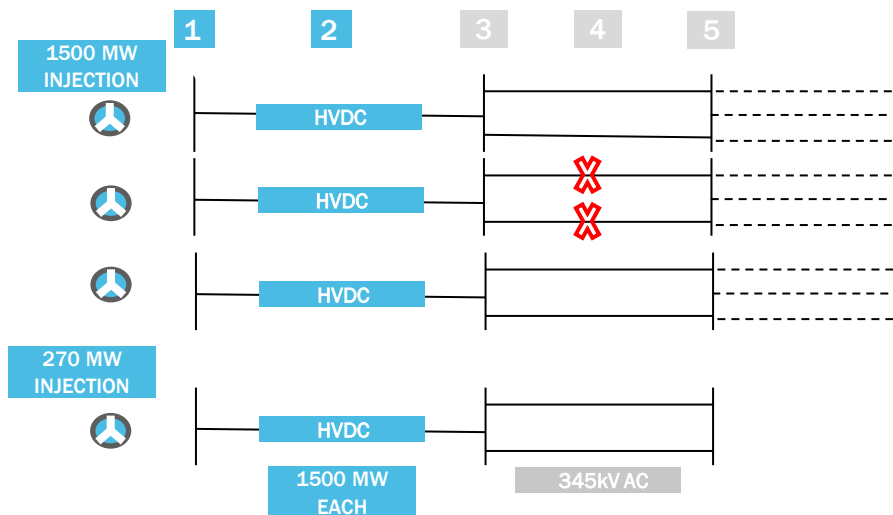 1 2 3 4 5
1500 MW
INJECTION
HVDC
HVDC
HVDC
270 MW
INJECTION
HVDC
1500 MW
EACH
345kV AC